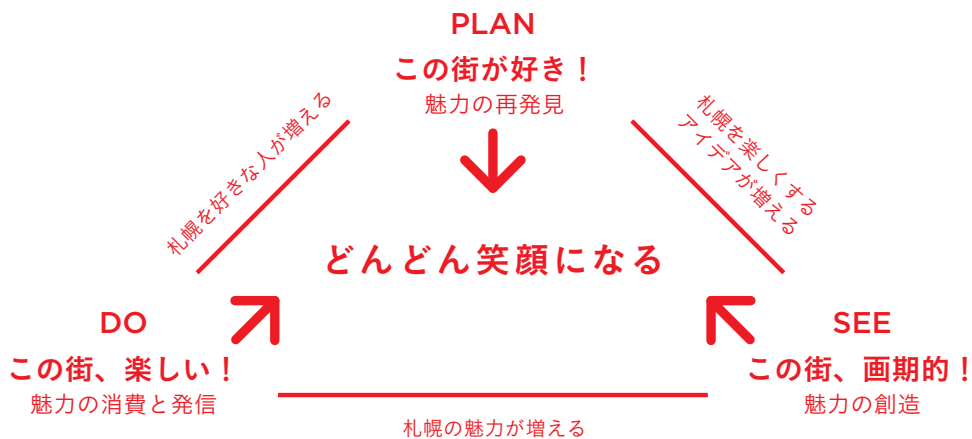 PLAN
この街が好き！
魅力の再発見
札幌を好きな人が増える
札幌を楽しくする
アイデアが増える
どんどん笑顔になる
DO
この街、楽しい！
魅力の消費と発信
SEE
この街、画期的！
魅力の創造
札幌の魅力が増える